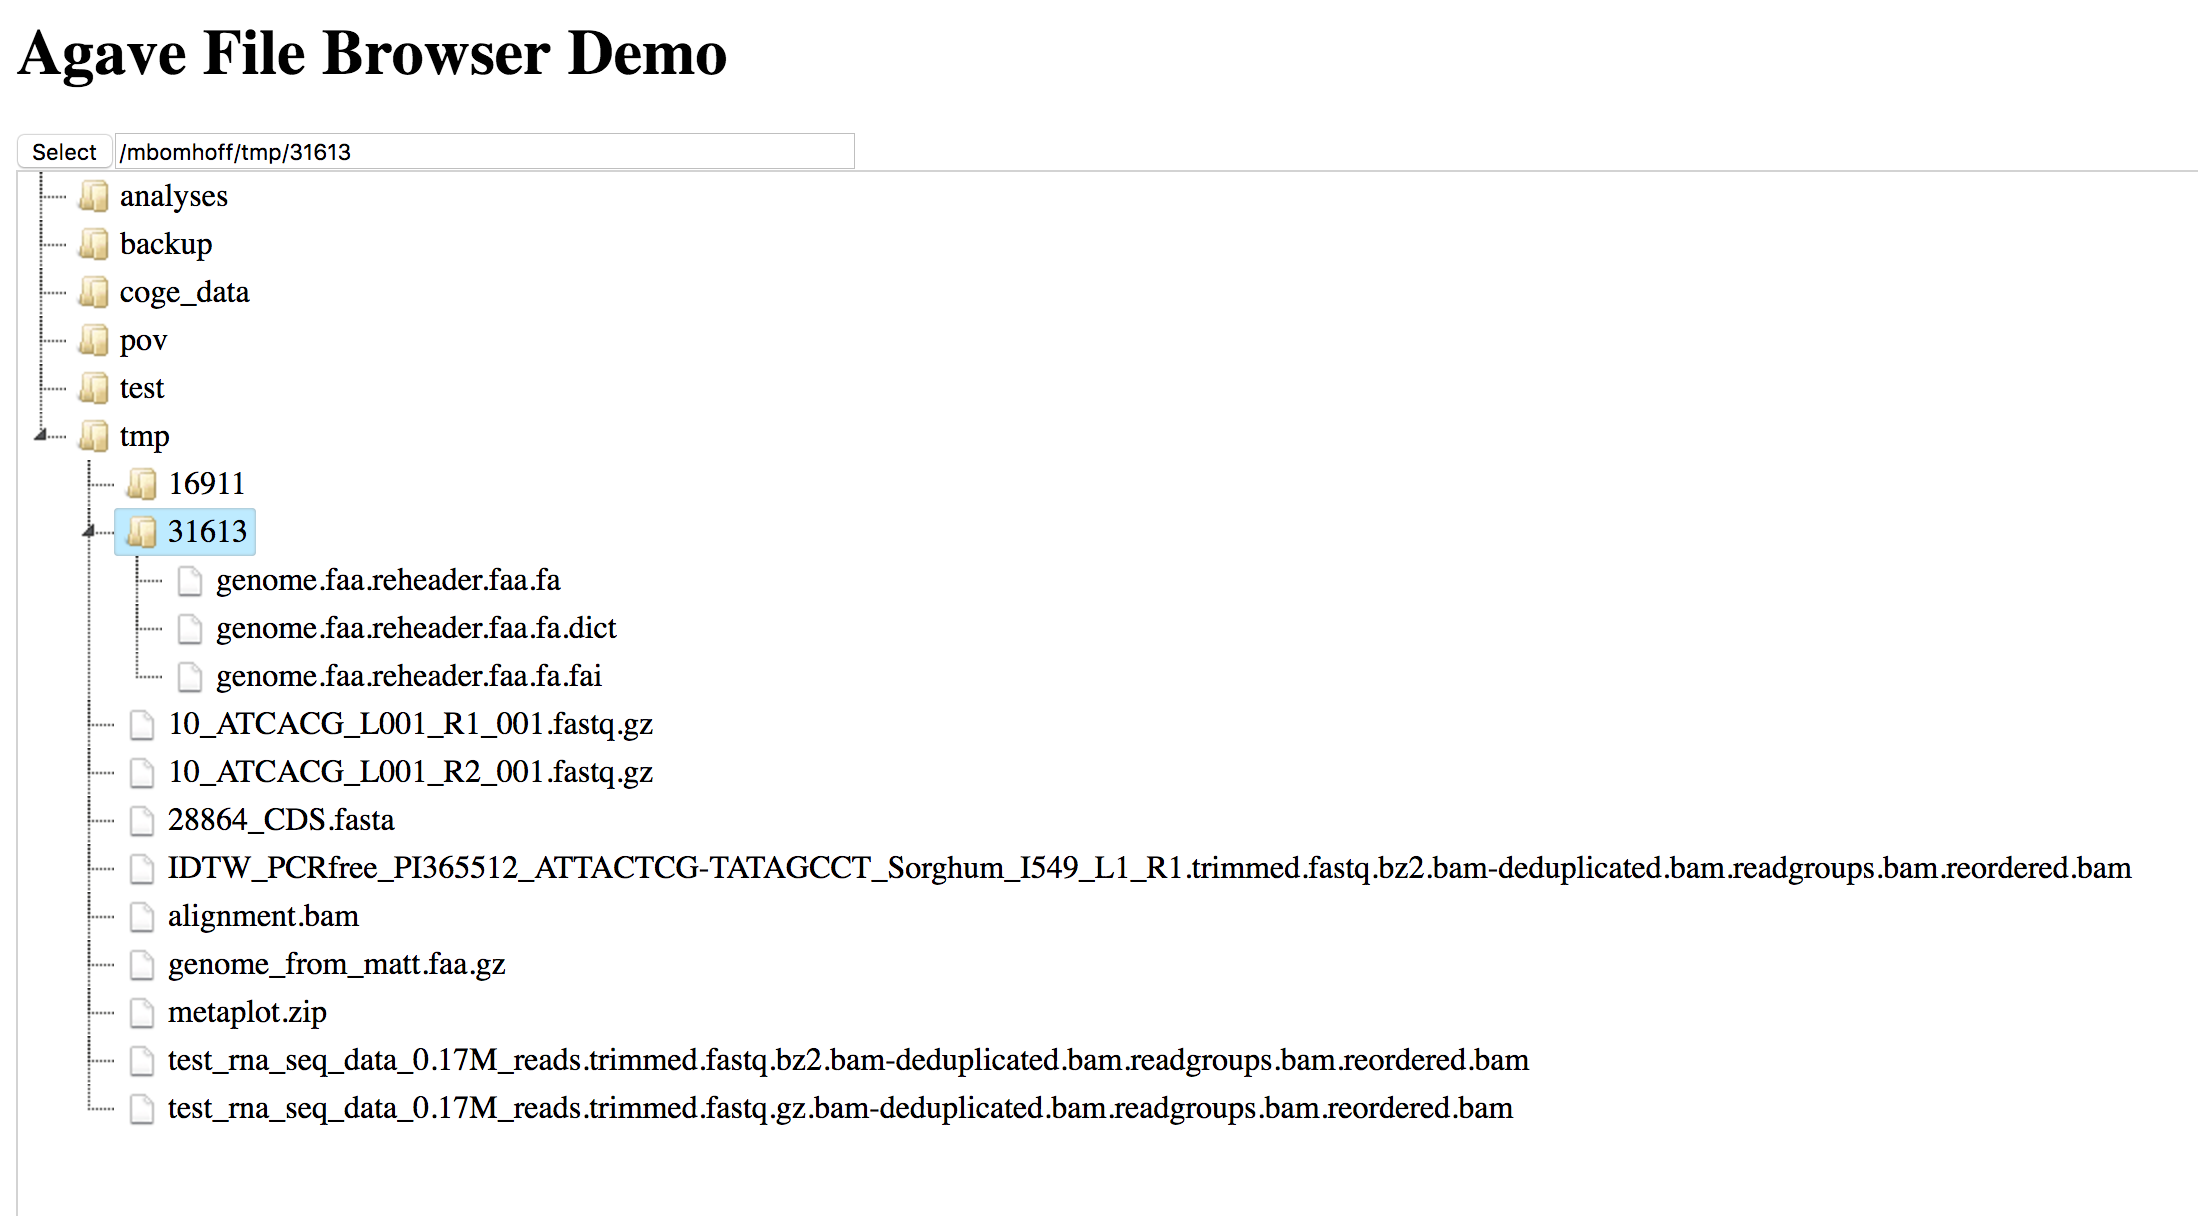 Agave File Browser Demo
Select /mbomhoff/tmp/31613
analyses
backup
coge_data
pov
test
tmp
16911
31613
genome.faa.reheader.faa.fa
genome.faa.reheader.faa.fa.dict
genome.faa.reheader.faa.fa.fai
10_ATCACG_L001_R1_001.fastq.gz
10_ATCACG_L001_R2_001.fastq.gz
28864_CDS.fasta
IDTW_PCRfree_PI365512_ATTACTCG-TATAGCCT_Sorghum_I549_L1_R1.trimmed.fastq.bz2.bam-deduplicated.bam.readgroups.bam.reordered.bam
alignment.bam
genome_from_matt.faa.gz
metaplot.zip
test_rna_seq_data_0.17M_reads.trimmed.fastq.bz2.bam-deduplicated.bam.readgroups.bam.reordered.bam
test_rna_seq_data_0.17M_reads.trimmed.fastq.gz.bam-deduplicated.bam.readgroups.bam.reordered.bam